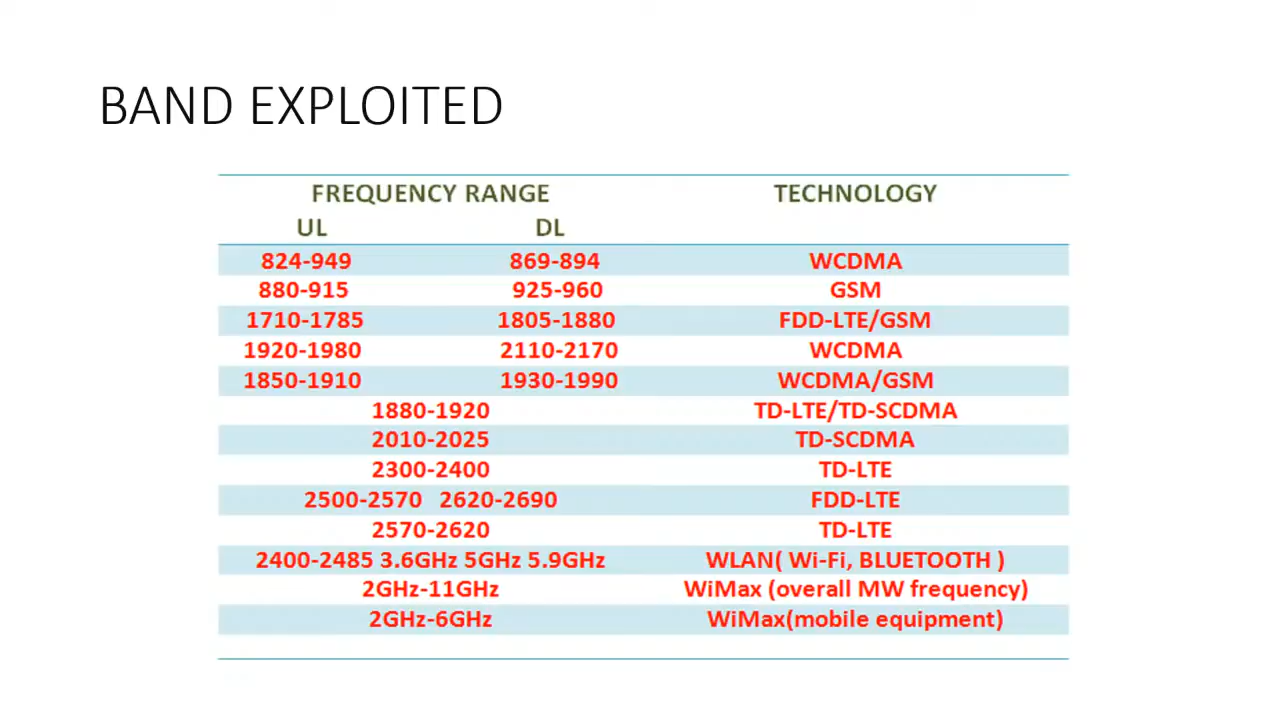 BAND EXPLOITED
FREQUENCY RANGE TECHNOLOGY
UL DL
824-949 869-894 WCDMA
880-915 925-960 GSM
1710-1785 1805-1880 FDD-LTE/GSM
1920-1980 2110-2170 WCDMA
1850-1910 1930-1990 WCDMA/GSM
1880-1920 TD-LTE/TD-SCDMA
2010-2025 TD-SCDMA
2300-2400 TD-LTE
2500-2570 2620-2690 FDD-LTE
2570-2620 TD-LTE
2400-2485 3.6GHz 5GHz 5.9GHz WLAN( Wi-Fi, BLUETOOTH )
2GHz-11GHz WiMax (overall MW frequency)
2GHz-6GHz WiMax(mobile equipment)